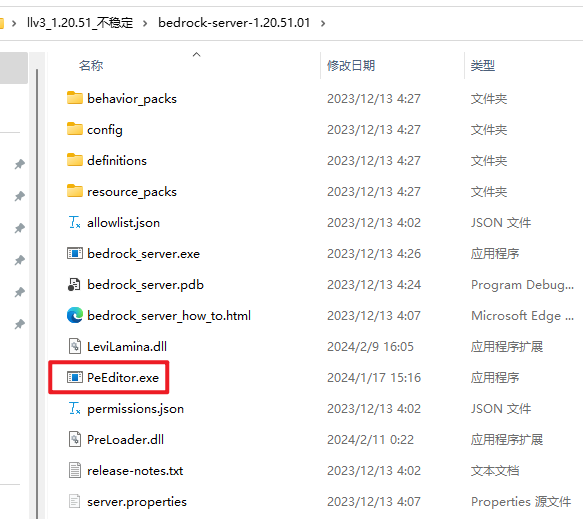 llv3_1.20.51_不稳定 > bedrock-server-1.20.51.01 >
名称 修改日期 类型
behavior_packs 2023/12/13 4:27 文件夹
config 2023/12/13 4:27 文件夹
definitions 2023/12/13 4:27 文件夹
resource_packs 2023/12/13 4:27 文件夹
allowlist.json 2023/12/13 4:02 JSON 文件
bedrock_server.exe 2023/12/13 4:26 应用程序
bedrock_server.pdb 2023/12/13 4:24 Program Debug...
bedrock_server_how_to.html 2023/12/13 4:07 Microsoft Edge ...
LeviLamina.dll 2024/2/9 16:05 应用程序扩展
PeEditor.exe 2024/1/17 15:16 应用程序
permissions.json 2023/12/13 4:02 JSON 文件
PreLoader.dll 2024/2/11 0:22 应用程序扩展
release-notes.txt 2023/12/13 4:02 文本文档
server.properties 2023/12/13 4:07 Properties 源文件